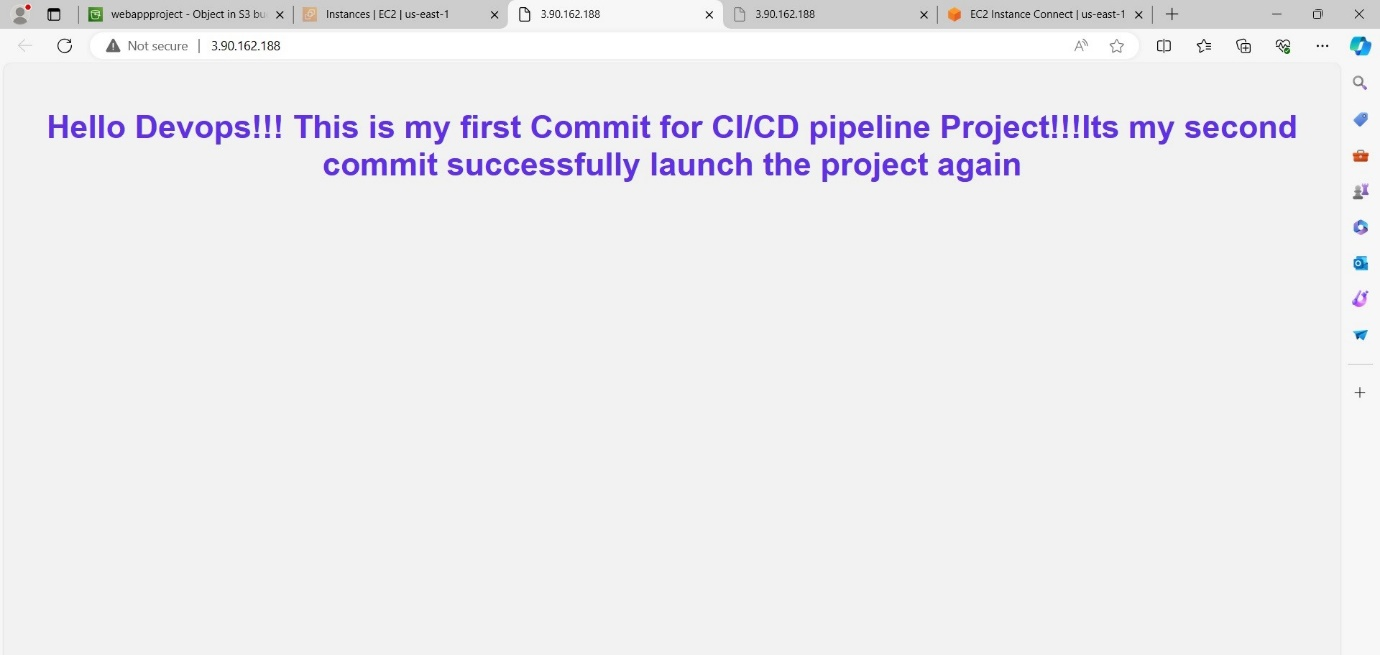 webappproject - Object in S3 bu
Instances | EC2 | us-east-1
3.90.162.188
3.90.162.188
EC2 Instance Connect | us-east-1
Not secure | 3.90.162.188
Hello Devops!!! This is my first Commit for CI/CD pipeline Project!!!Its my second
commit successfully launch the project again